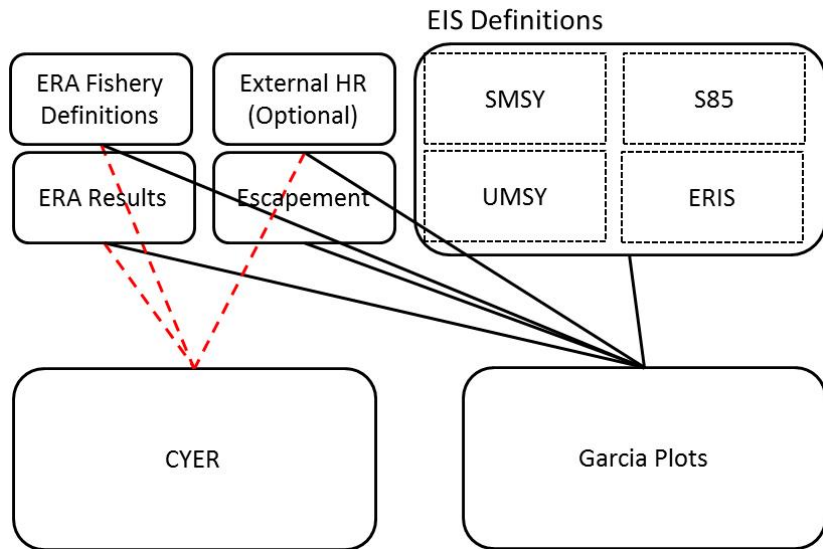 EIS Definitions
ERA Fishery
Definitions
External HR
(Optional)
SMSY
S85
ERA Results
Escapement
UMSY
ERIS
CYER
Garcia Plots